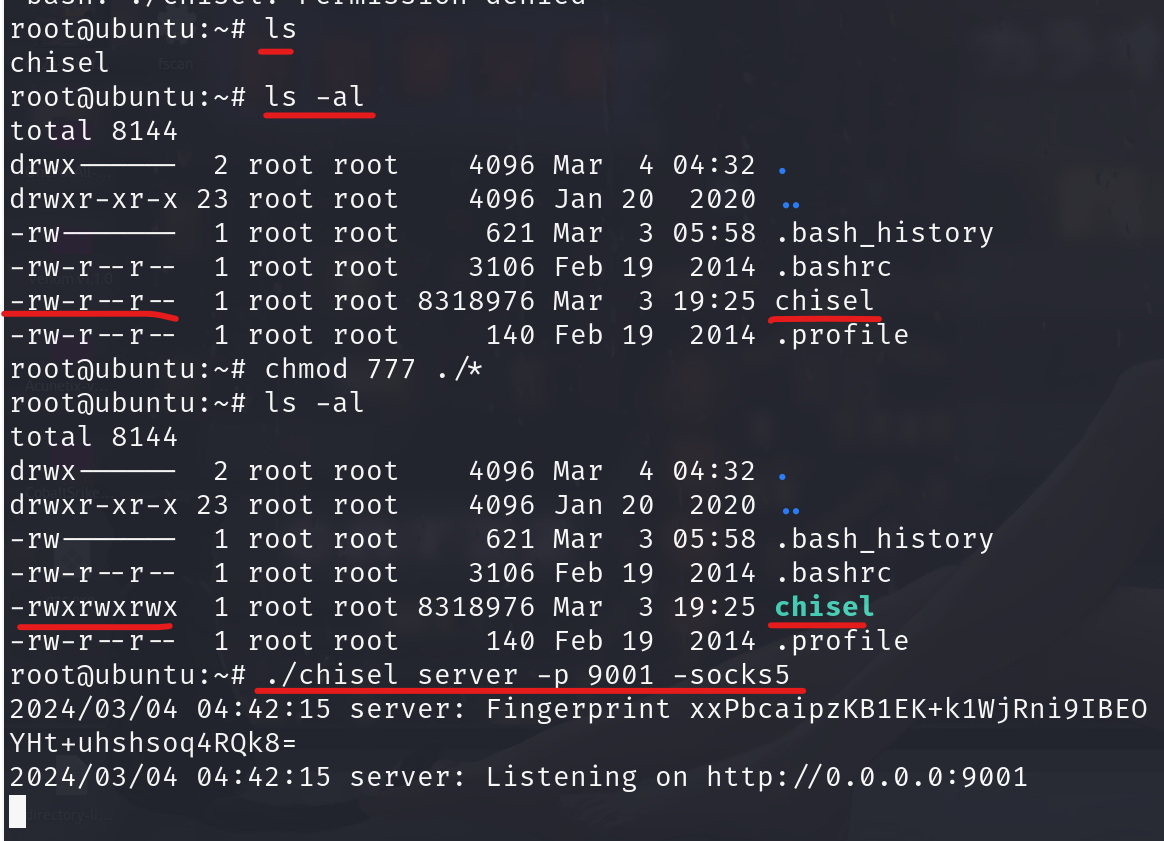 bash: ./chisel: Permission denied
root@ubuntu:~# ls
chisel
root@ubuntu:~# ls -al
total 8144
drwx------  2 root root    4096 Mar  4 04:32 .
drwxr-xr-x 23 root root    4096 Jan 20  2020 ..
-rw-------  1 root root     621 Mar  3 05:58 .bash_history
-rw-r--r--  1 root root    3106 Feb 19  2014 .bashrc
-rw-r--r--  1 root root 8318976 Mar  3 19:25 chisel
-rw-r--r--  1 root root     140 Feb 19  2014 .profile
root@ubuntu:~# chmod 777 ./*
root@ubuntu:~# ls -al
total 8144
drwx------  2 root root    4096 Mar  4 04:32 .
drwxr-xr-x 23 root root    4096 Jan 20  2020 ..
-rw-------  1 root root     621 Mar  3 05:58 .bash_history
-rw-r--r--  1 root root    3106 Feb 19  2014 .bashrc
-rwxrwxrwx  1 root root 8318976 Mar  3 19:25 chisel
-rw-r--r--  1 root root     140 Feb 19  2014 .profile
root@ubuntu:~# ./chisel server -p 9001 -socks5
2024/03/04 04:42:15 server: Fingerprint xxPbcaipzKB1EK+k1WjRni9IBEO
YHt+uhshsoq4RQk8=
2024/03/04 04:42:15 server: Listening on http://0.0.0.0:9001